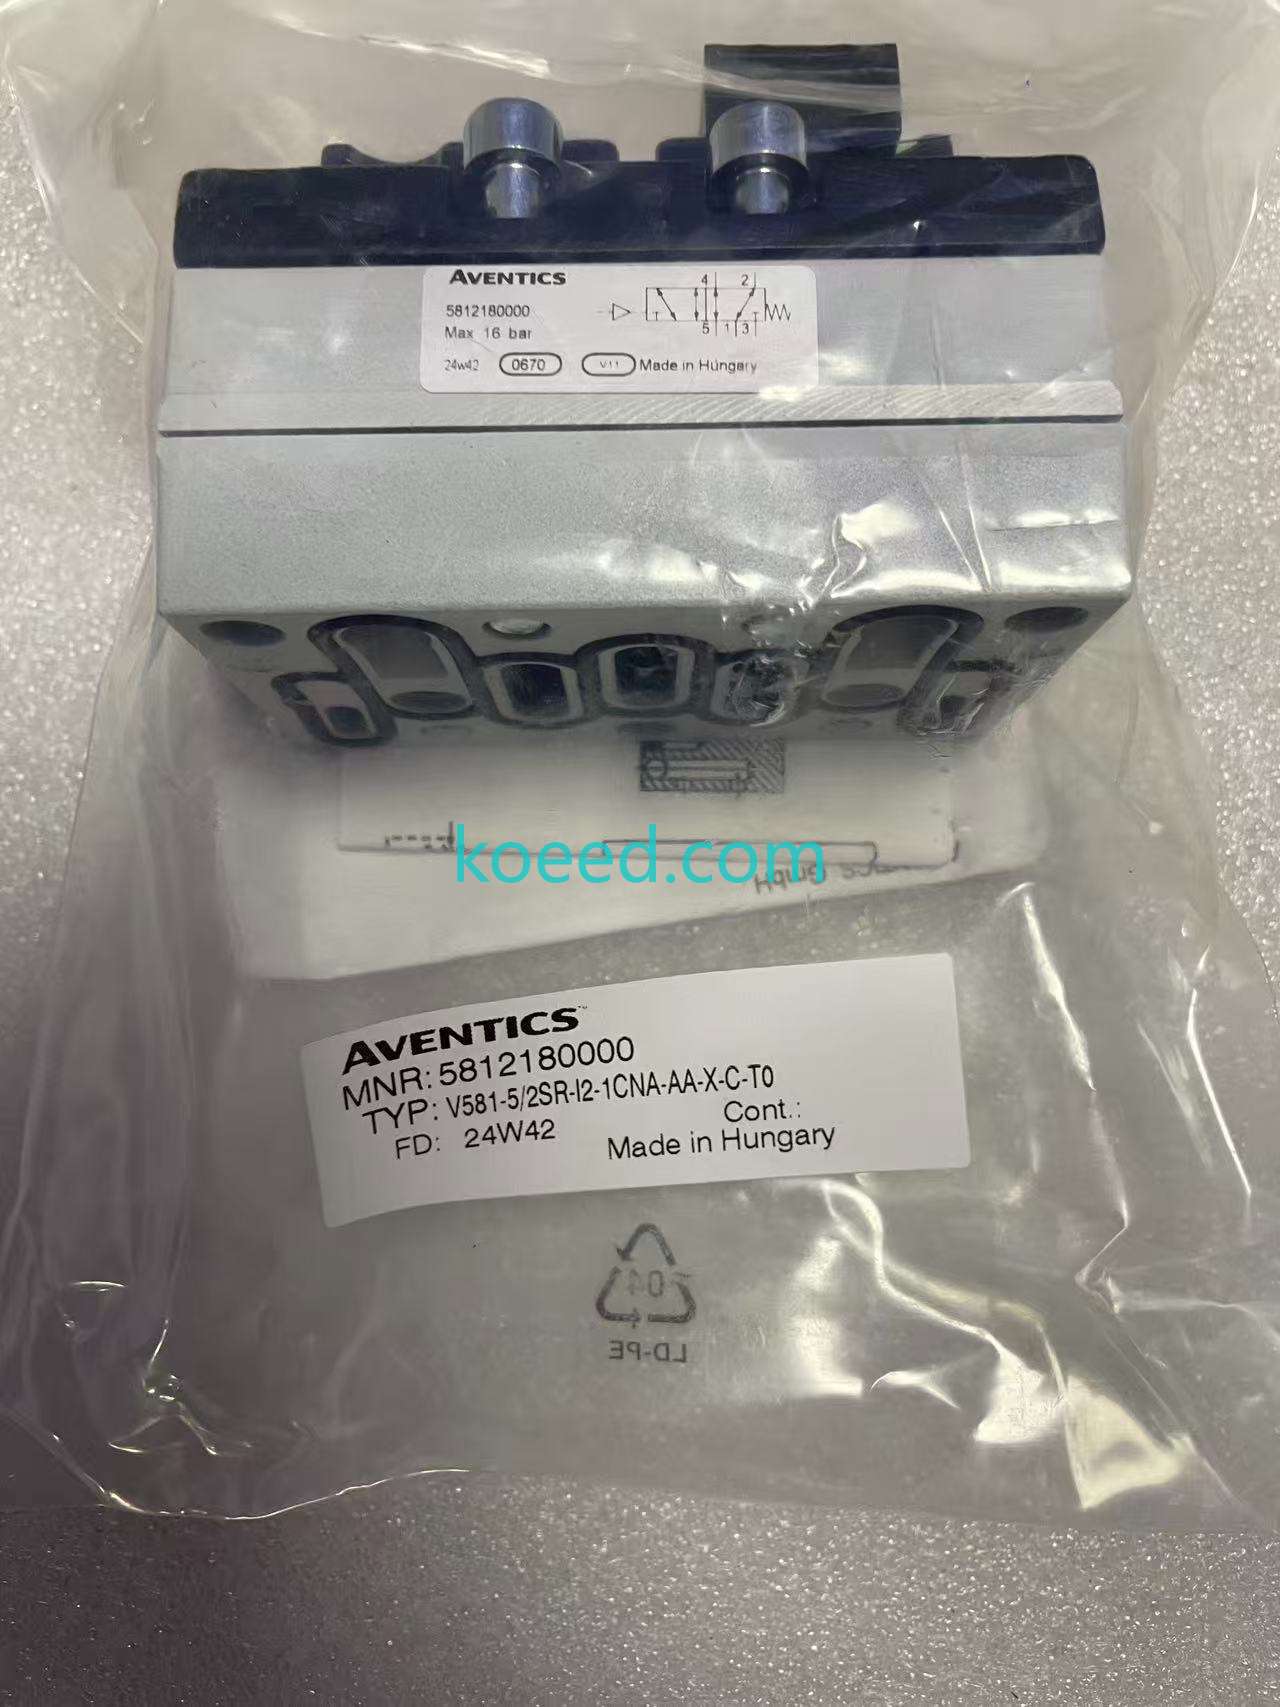 AVENTICS
5812180000
Max 16 bar
24w42 0670 V11 Made in Hungary
4 2
5 1 3
koeed.com
AVENTICS™
MNR: 5812180000
TYP: V581-5/2SR-I2-1CNA-AA-X-C-T0
FD: 24W42 Cont.:
Made in Hungary
04
LD-PE